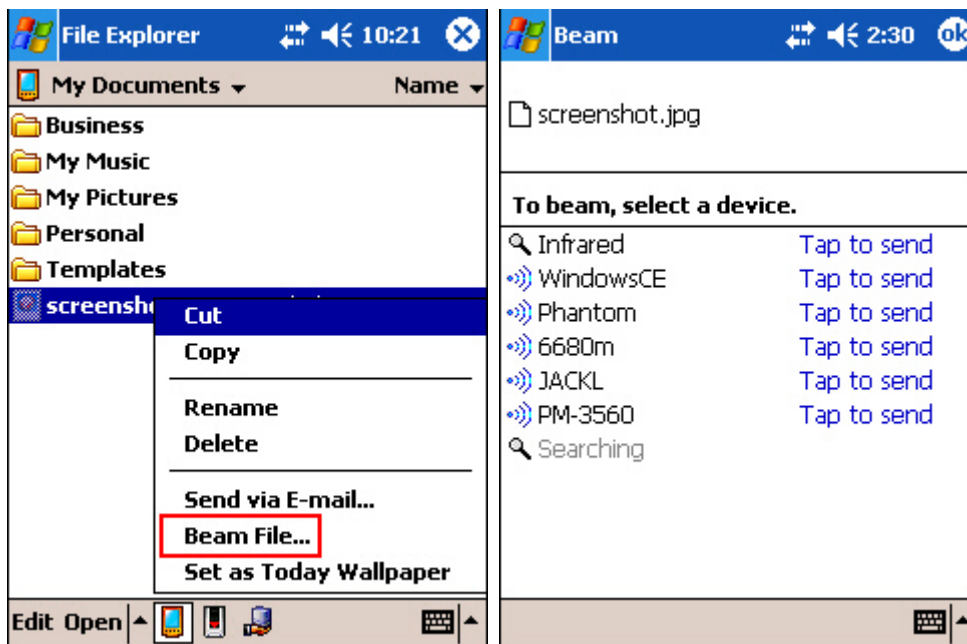 File Explorer 10:21
My Documents Name
Business
My Music
My Pictures
Personal
Templates
Cut
Copy
Rename
Delete
Send via E-mail...
Beam File...
Set as Today Wallpaper
Edit Open
Beam 2:30 ok
screenshot.jpg
To beam, select a device.
Infrared Tap to send
WindowsCE Tap to send
Phantom Tap to send
6680m Tap to send
JACKL Tap to send
PM-3560 Tap to send
Searching